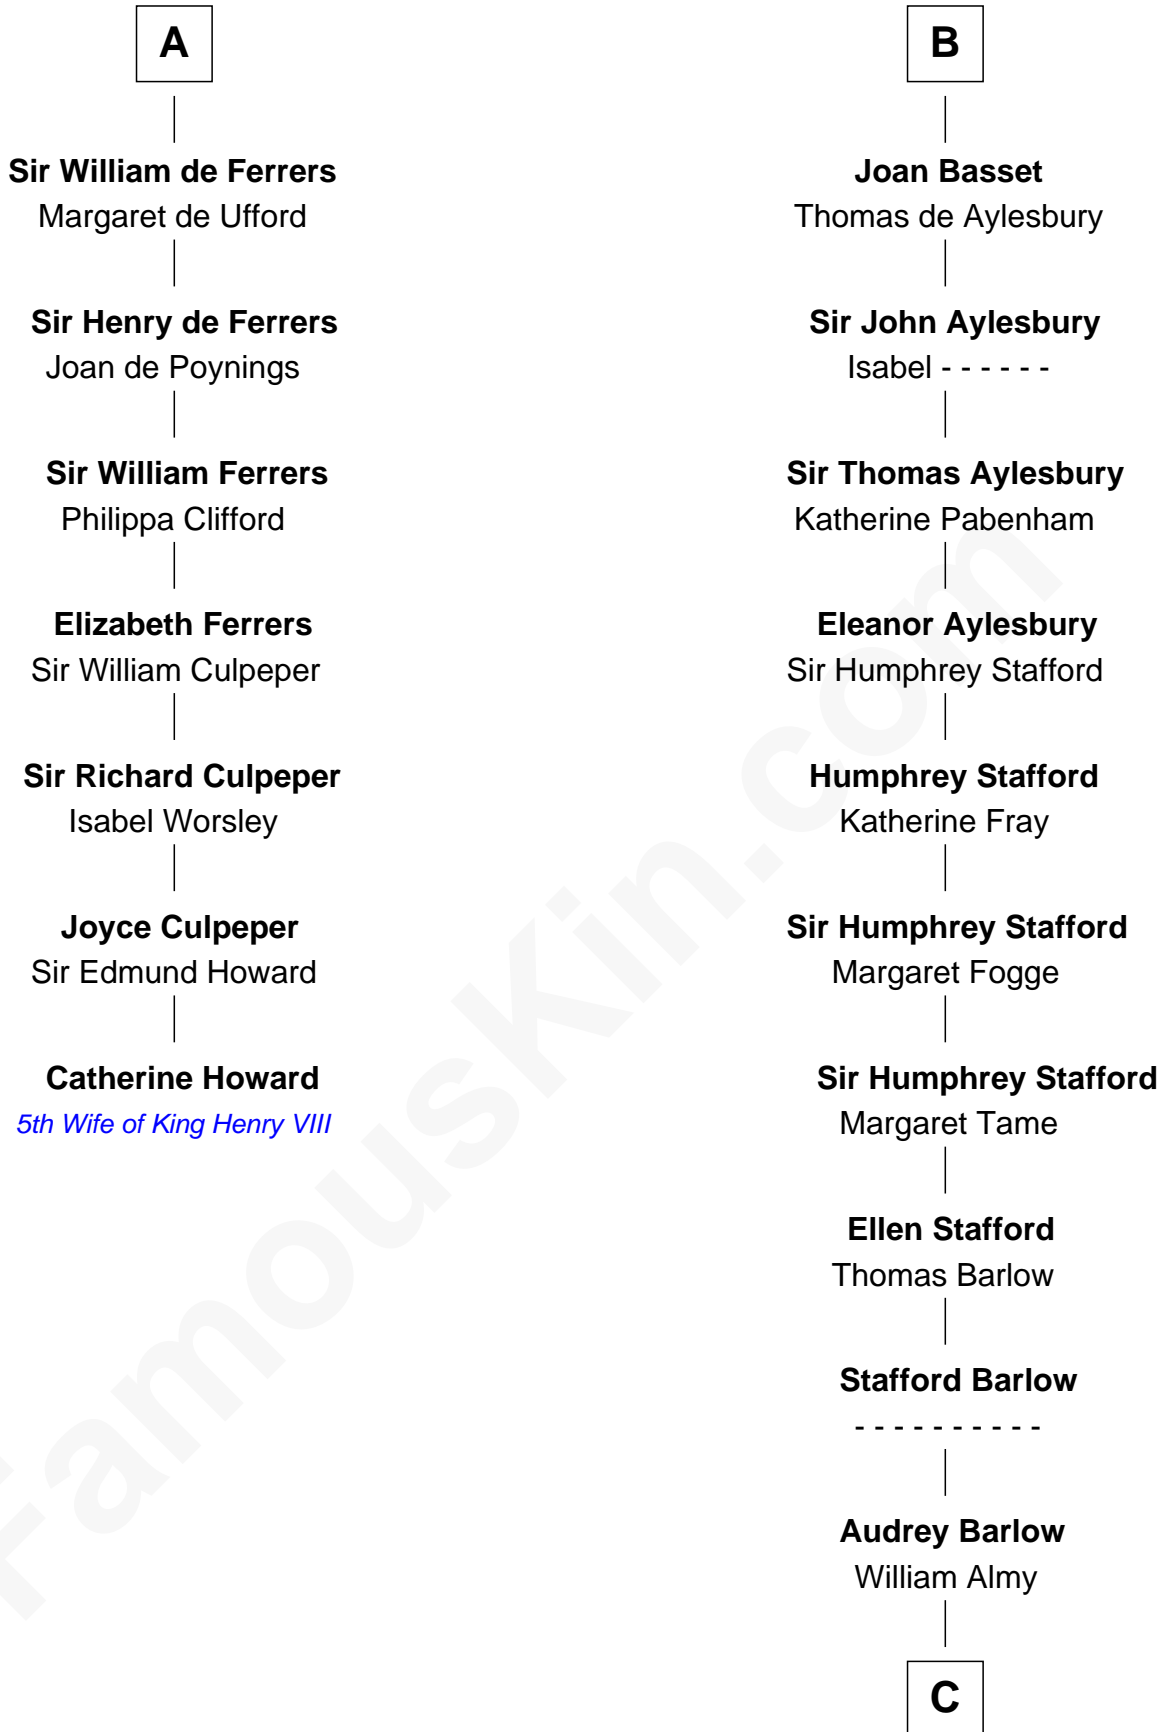 A
Sir William de Ferrers
Margaret de Ufford
Sir Henry de Ferrers
Joan de Poynings
Sir William Ferrers
Philippa Clifford
Elizabeth Ferrers
Sir William Culpeper
Sir Richard Culpeper
Isabel Worsley
Joyce Culpeper
Sir Edmund Howard
Catherine Howard
5th Wife of King Henry VIII
B
Joan Basset
Thomas de Aylesbury
Sir John Aylesbury
Isabel - - - - - -
Sir Thomas Aylesbury
Katherine Pabenham
Eleanor Aylesbury
Sir Humphrey Stafford
Humphrey Stafford
Katherine Fray
Sir Humphrey Stafford
Margaret Fogge
Sir Humphrey Stafford
Margaret Tame
Ellen Stafford
Thomas Barlow
Stafford Barlow
- - - - - - - - - -
Audrey Barlow
William Almy
C
FamousKin.com